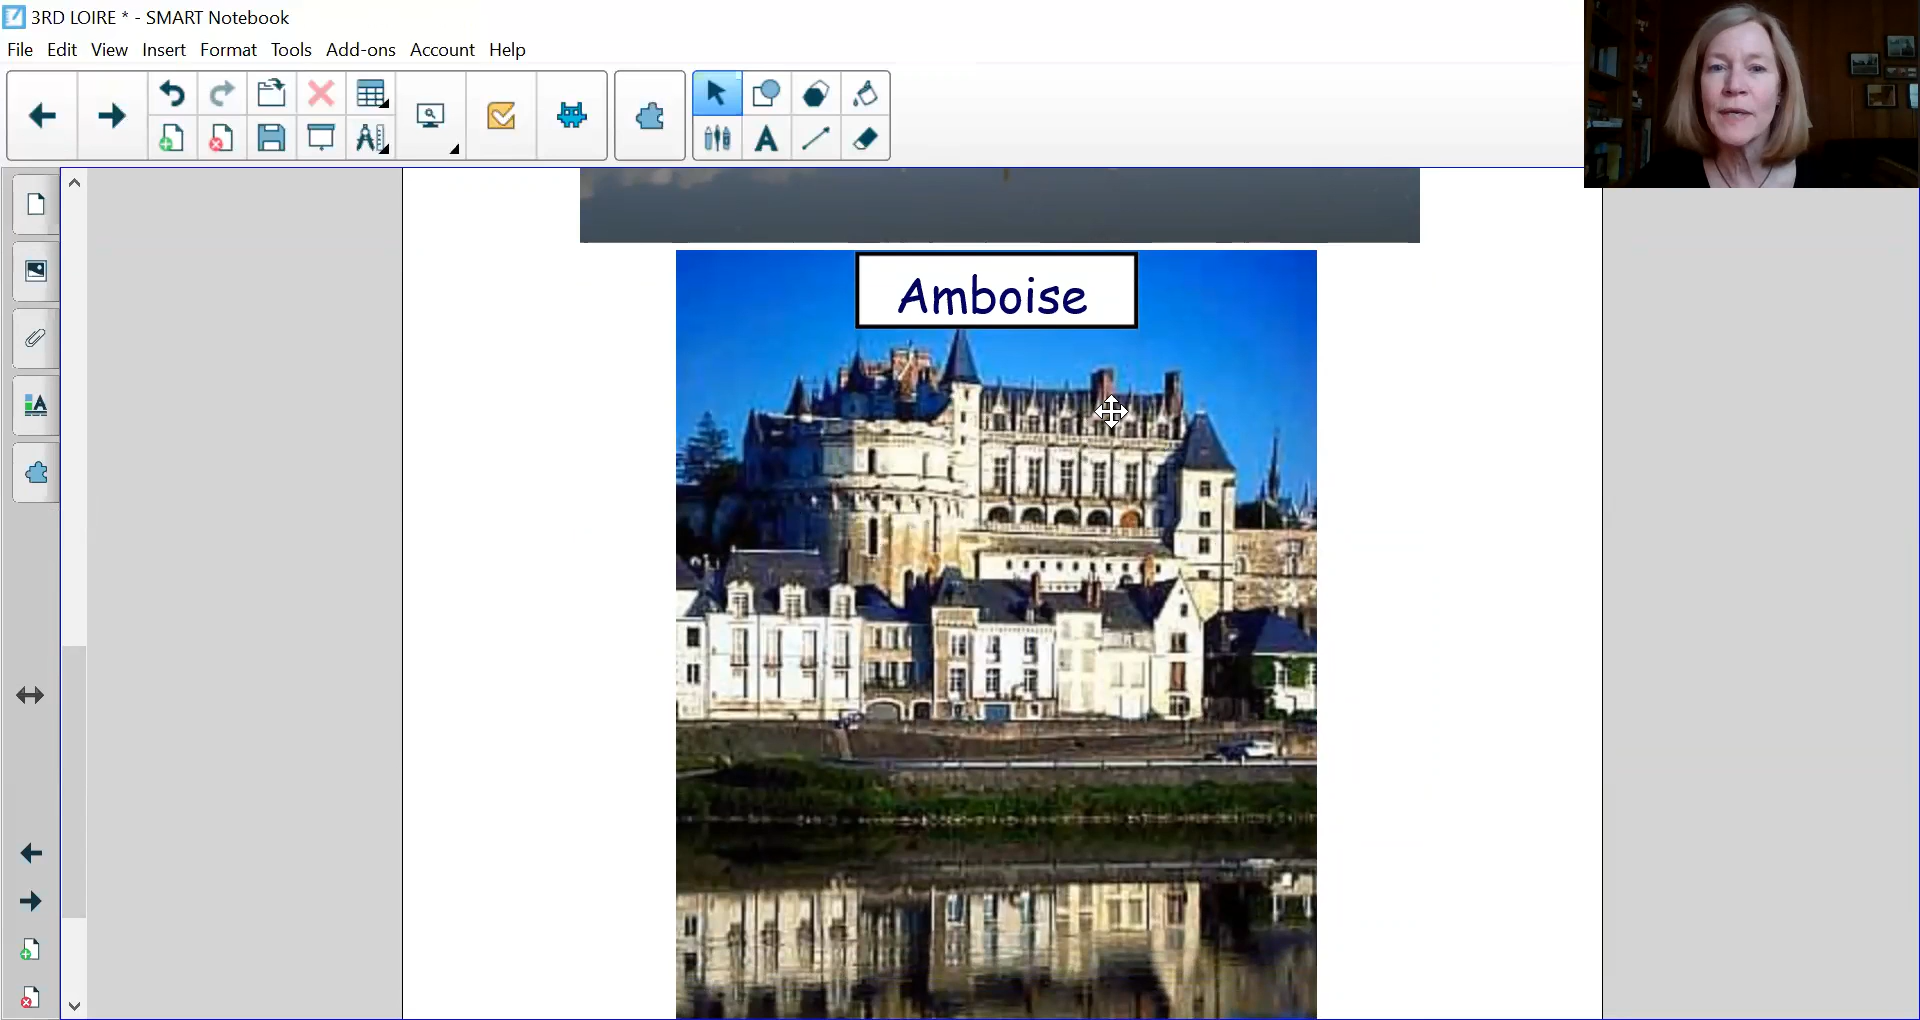 3RD LOIRE * - SMART Notebook
File Edit View Insert Format Tools Add-ons Account Help
Amboise